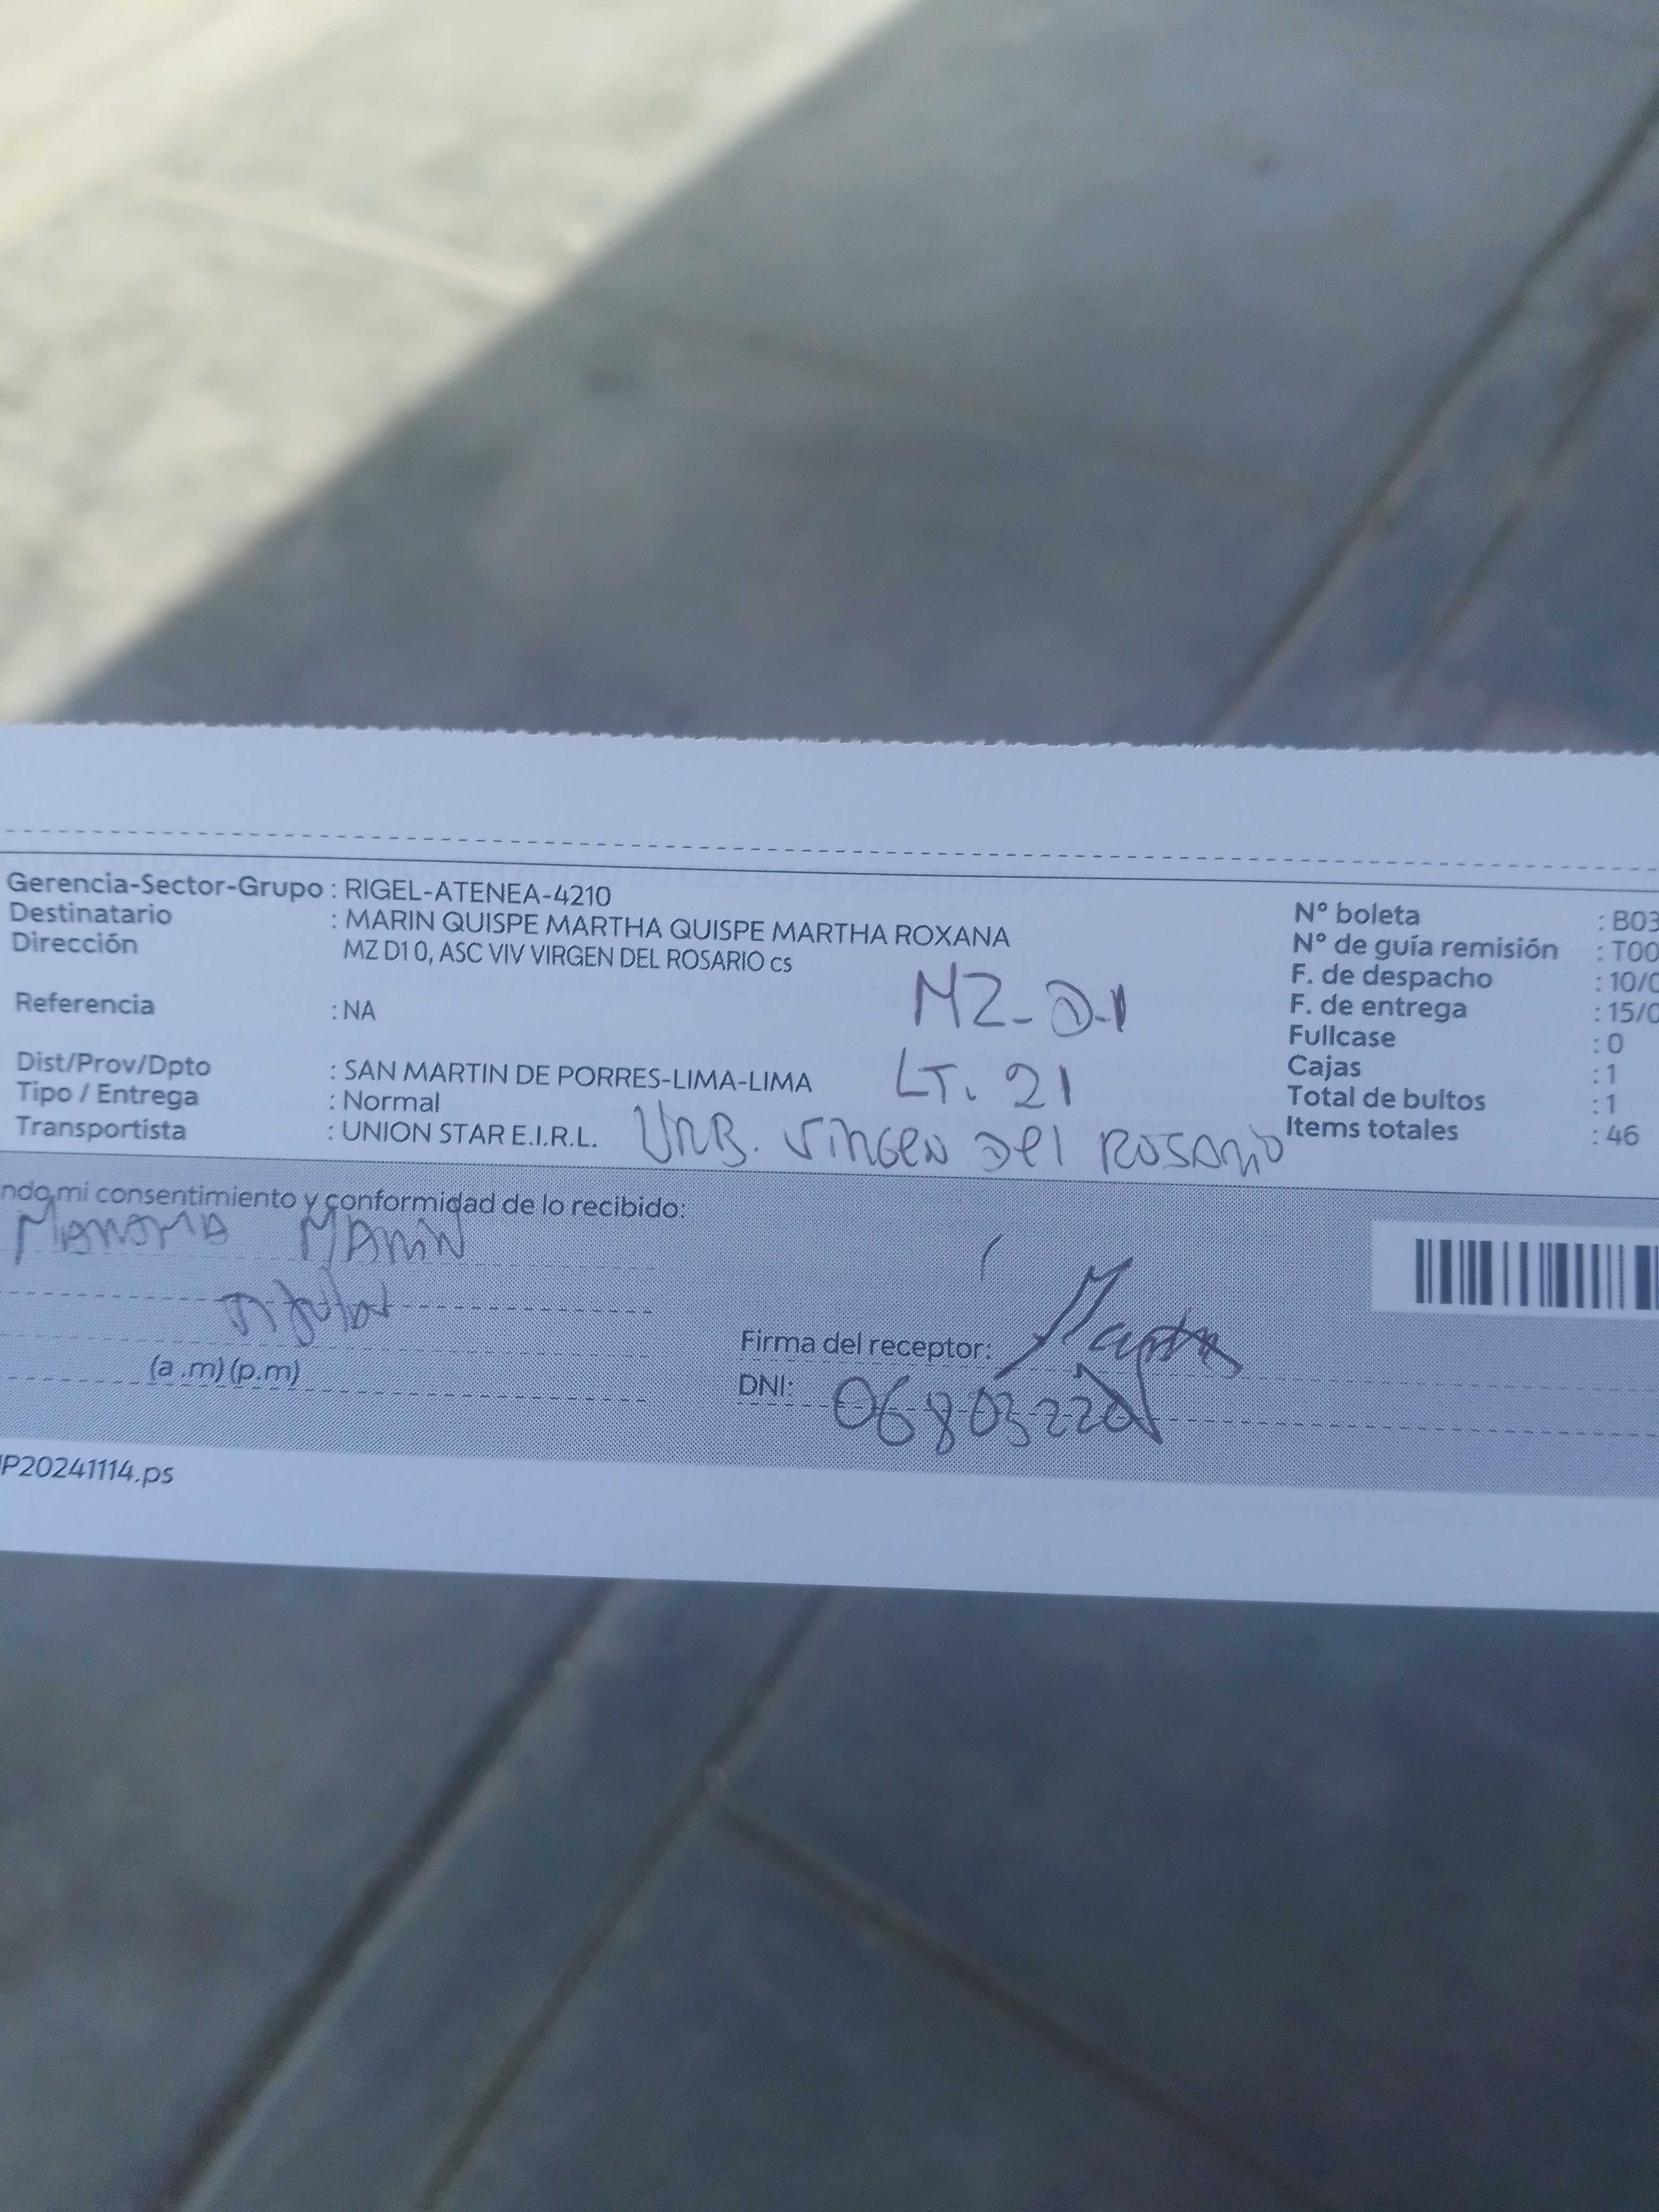 Gerencia-Sector-Grupo : RIGEL-ATENEA-4210
Destinatario : MARIN QUISPE MARTHA QUISPE MARTHA ROXANA
Dirección MZ D1 0, ASC VIV VIRGEN DEL ROSARIO cs
MZ-D-1
Referencia : NA
Dist/Prov/Dpto : SAN MARTIN DE PORRES-LIMA-LIMA
LT. 21
Tipo / Entrega : Normal
Transportista : UNION STAR E.I.R.L.
URB. Virgen Del Rosario
Nº boleta : B03
Nº de guía remisión : T00
F. de despacho : 10/0
F. de entrega : 15/0
Fullcase : 0
Cajas : 1
Total de bultos : 1
Items totales : 46
ndo mi consentimiento y conformidad de lo recibido:
Marin
(a .m) (p.m)
Firma del receptor:
DNI:
P20241114.ps